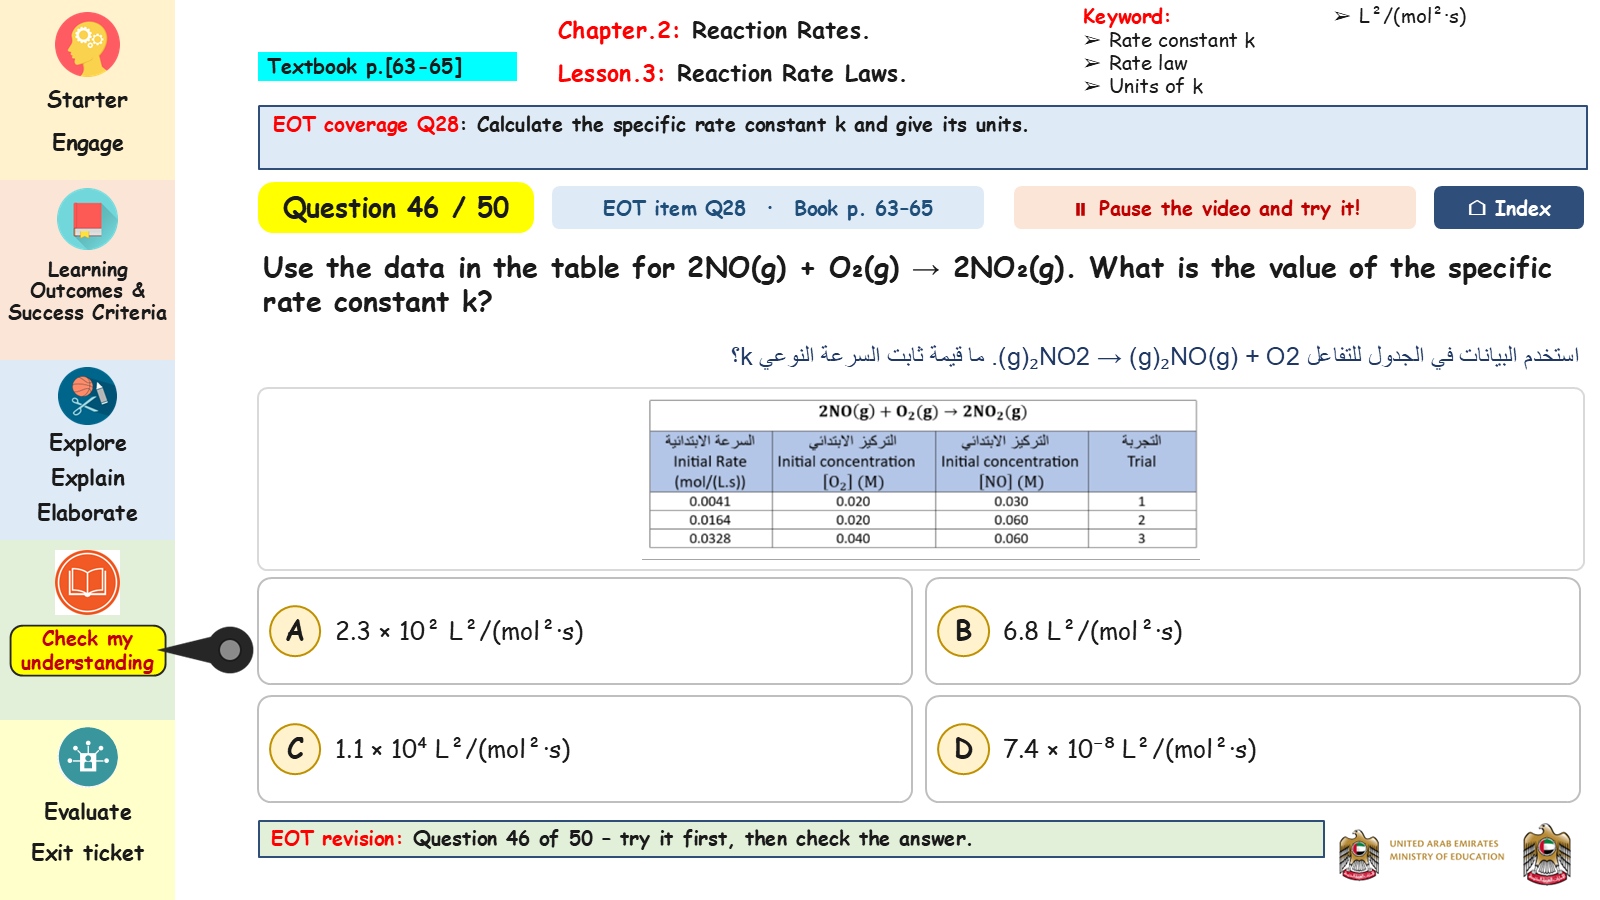 Starter
Engage
Learning
Outcomes &
Success Criteria
Explore
Explain
Elaborate
Check my
understanding
Evaluate
Exit ticket
Textbook p.[63-65]
Chapter.2: Reaction Rates.
Lesson.3: Reaction Rate Laws.
Keyword:
➢ Rate constant k
➢ Rate law
➢ Units of k
➢ L²/(mol²·s)
EOT coverage Q28: Calculate the specific rate constant k and give its units.
Question 46 / 50
EOT item Q28 · Book p. 63–65
⏸ Pause the video and try it!
☖ Index
Use the data in the table for 2NO(g) + O₂(g) → 2NO₂(g). What is the value of the specific
rate constant k?
استخدم البيانات في الجدول للتفاعل 2NO(g) + O2(g) → 2NO2(g). ما قيمة ثابت السرعة النوعي k؟
2NO(g) + O₂(g) → 2NO₂(g)
السرعة الابتدائية التركيز الابتدائي التركيز الابتدائي التجربة
Initial Rate Initial concentration Initial concentration Trial
(mol/(L.s)) [O₂] (M) [NO] (M)
0.0041 0.020 0.030 1
0.0164 0.020 0.060 2
0.0328 0.040 0.060 3
A 2.3 × 10² L²/(mol²·s)
B 6.8 L²/(mol²·s)
C 1.1 × 10⁴ L²/(mol²·s)
D 7.4 × 10⁻⁸ L²/(mol²·s)
EOT revision: Question 46 of 50 – try it first, then check the answer.
UNITED ARAB EMIRATES
MINISTRY OF EDUCATION